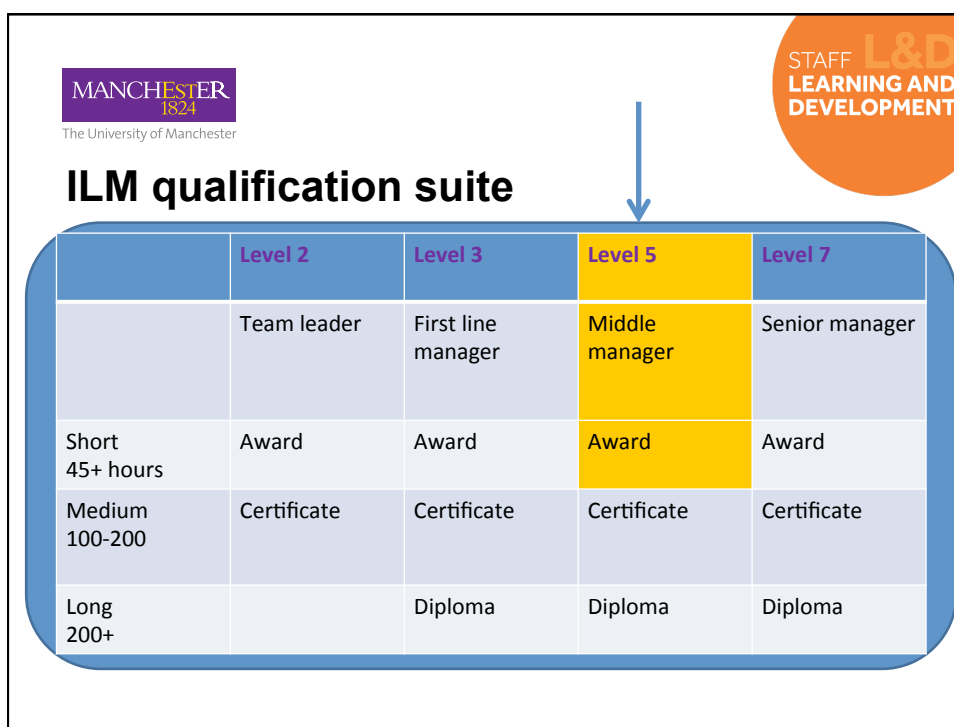 MANCHESTER
1824
The University of Manchester
STAFF L&D
LEARNING AND
DEVELOPMENT
ILM qualification suite
Level 2 Level 3 Level 5 Level 7
Team leader First line manager Middle manager Senior manager
Short
45+ hours Award Award Award Award
Medium
100-200 Certificate Certificate Certificate Certificate
Long
200+ Diploma Diploma Diploma